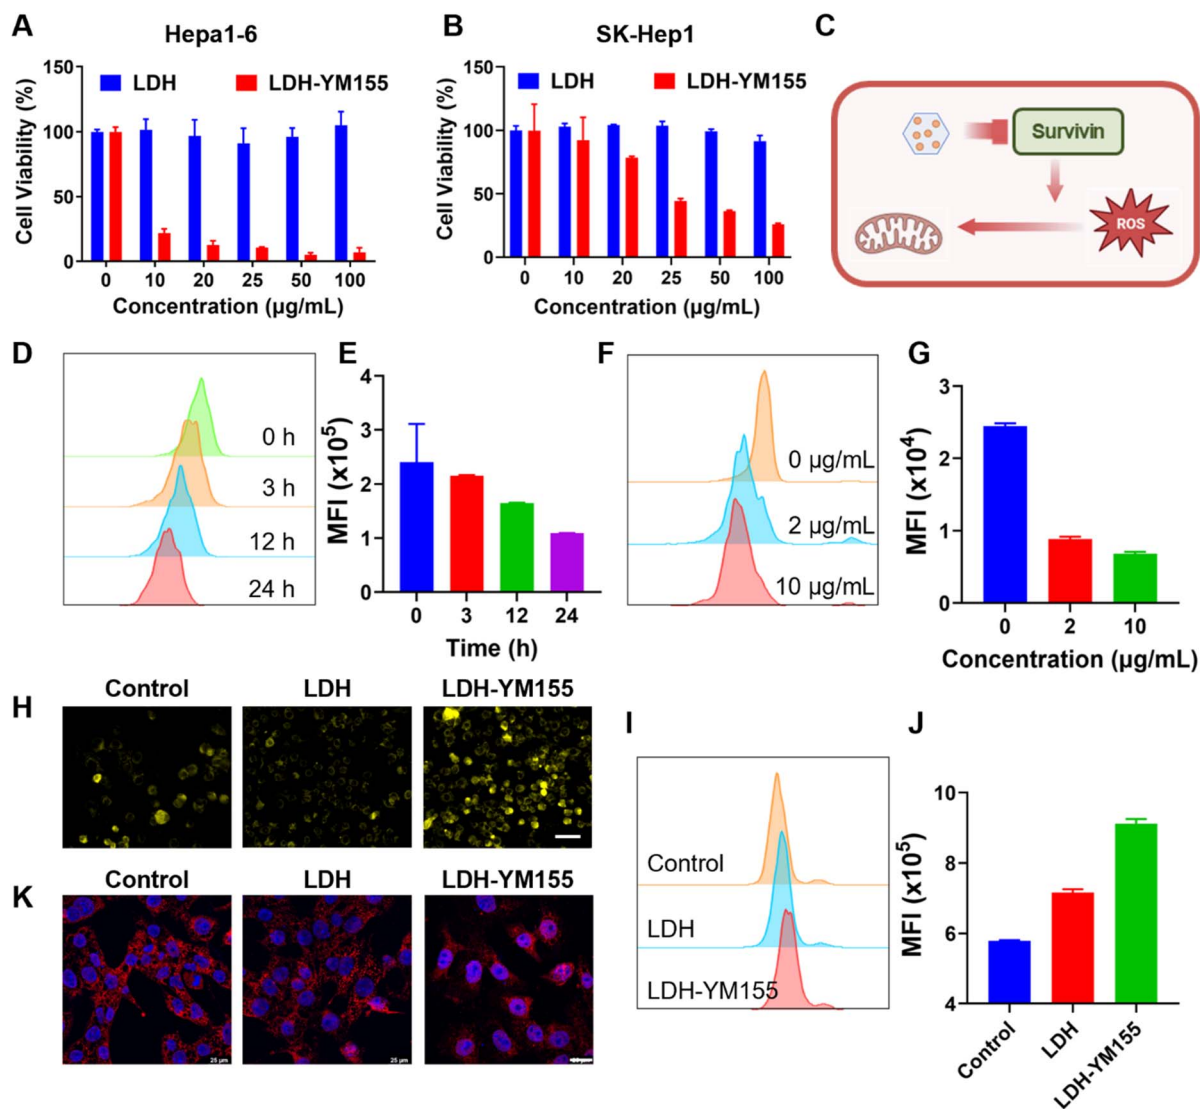 A
Hepa1-6
LDH
LDH-YM155
Cell Viability (%)
150
100
50
0
0 10 20 25 50 100
Concentration (µg/mL)
B
SK-Hep1
LDH
LDH-YM155
Cell Viability (%)
150
100
50
0
0 10 20 25 50 100
Concentration (µg/mL)
C
Survivin
ROS
D
0 h
3 h
12 h
24 h
E
MFI (x10⁵)
4
3
2
1
0
0 3 12 24
Time (h)
F
0 µg/mL
2 µg/mL
10 µg/mL
G
MFI (x10⁴)
3
2
1
0
0 2 10
Concentration (µg/mL)
H
Control LDH LDH-YM155
I
Control
LDH
LDH-YM155
J
MFI (x10⁵)
10
8
6
4
Control
LDH
LDH-YM155
K
Control LDH LDH-YM155
25 µm
25 µm